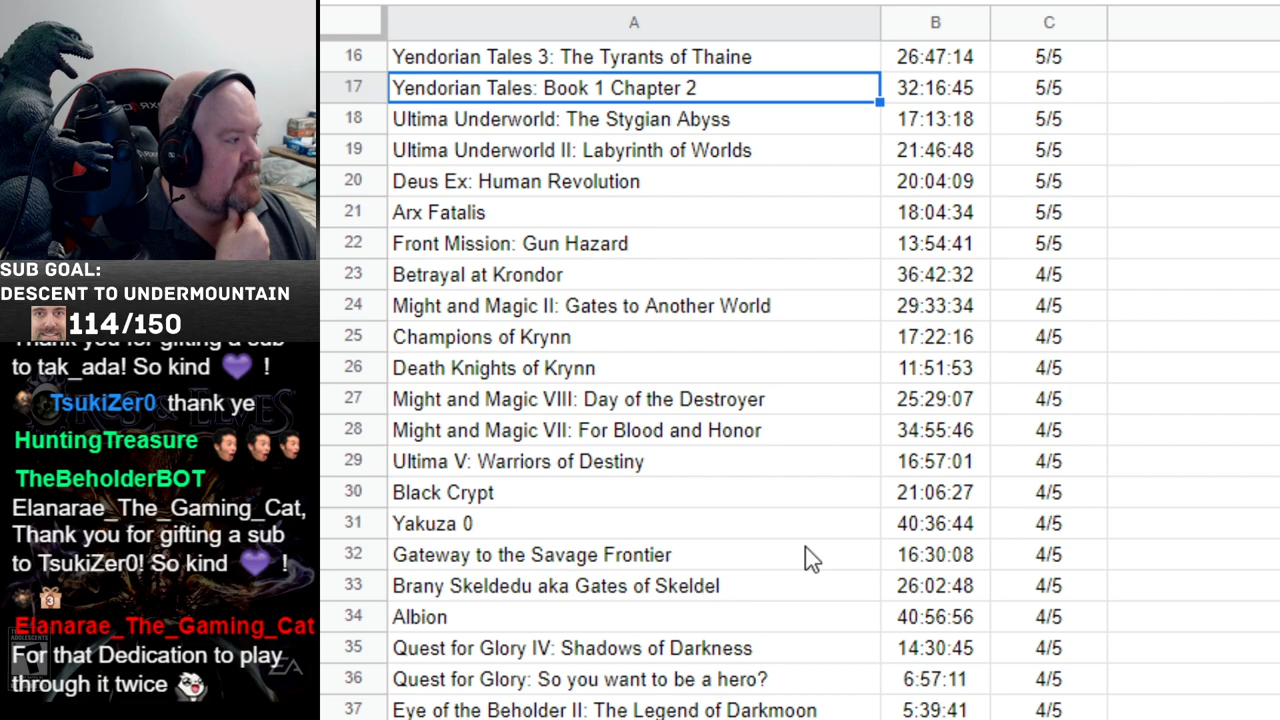 SUB GOAL:
DESCENT TO UNDERMOUNTAIN
114/150
Thank you for gifting a sub
to tak_ada! So kind !
TsukiZer0 thank ye
HuntingTreasure
TheBeholderBOT
Elanarae_The_Gaming_Cat,
Thank you for gifting a sub
to TsukiZer0! So kind !
3
Elanarae_The_Gaming_Cat
For that Dedication to play
through it twice
EA
A B C
16 Yendorian Tales 3: The Tyrants of Thaine 26:47:14 5/5
17 Yendorian Tales: Book 1 Chapter 2 32:16:45 5/5
18 Ultima Underworld: The Stygian Abyss 17:13:18 5/5
19 Ultima Underworld II: Labyrinth of Worlds 21:46:48 5/5
20 Deus Ex: Human Revolution 20:04:09 5/5
21 Arx Fatalis 18:04:34 5/5
22 Front Mission: Gun Hazard 13:54:41 5/5
23 Betrayal at Krondor 36:42:32 4/5
24 Might and Magic II: Gates to Another World 29:33:34 4/5
25 Champions of Krynn 17:22:16 4/5
26 Death Knights of Krynn 11:51:53 4/5
27 Might and Magic VIII: Day of the Destroyer 25:29:07 4/5
28 Might and Magic VII: For Blood and Honor 34:55:46 4/5
29 Ultima V: Warriors of Destiny 16:57:01 4/5
30 Black Crypt 21:06:27 4/5
31 Yakuza 0 40:36:44 4/5
32 Gateway to the Savage Frontier 16:30:08 4/5
33 Brany Skeldedu aka Gates of Skeldel 26:02:48 4/5
34 Albion 40:56:56 4/5
35 Quest for Glory IV: Shadows of Darkness 14:30:45 4/5
36 Quest for Glory: So you want to be a hero? 6:57:11 4/5
37 Eye of the Beholder II: The Legend of Darkmoon 5:39:41 4/5